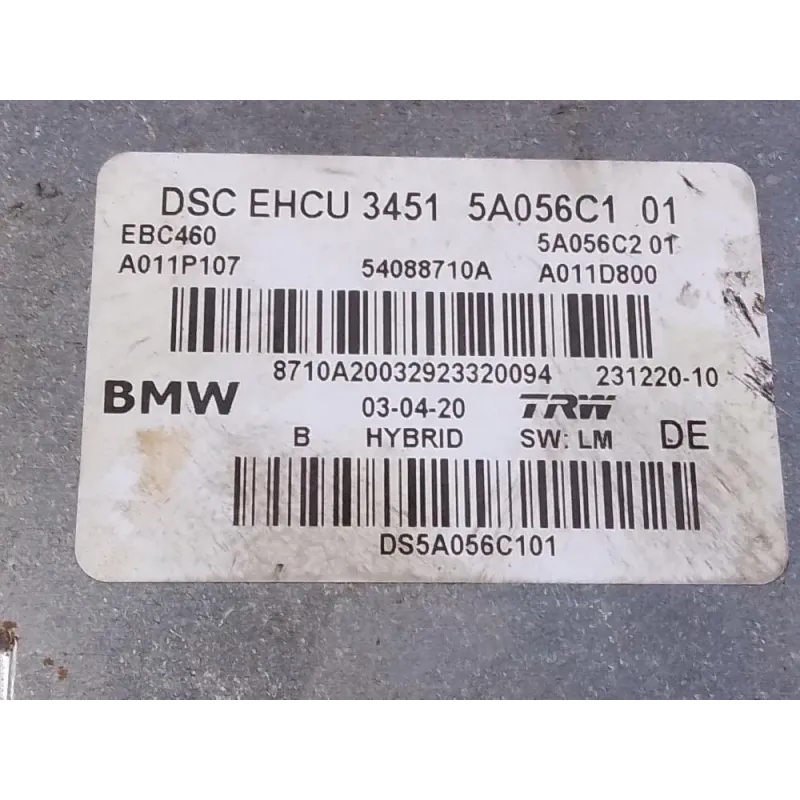 DSC EHCU 3451 5A056C1 01
EBC460 5A056C2 01
A011P107 54088710A A011D800
8710A20032923320094 231220-10
BMW 03-04-20 TRW
B HYBRID SW: LM DE
DS5A056C101